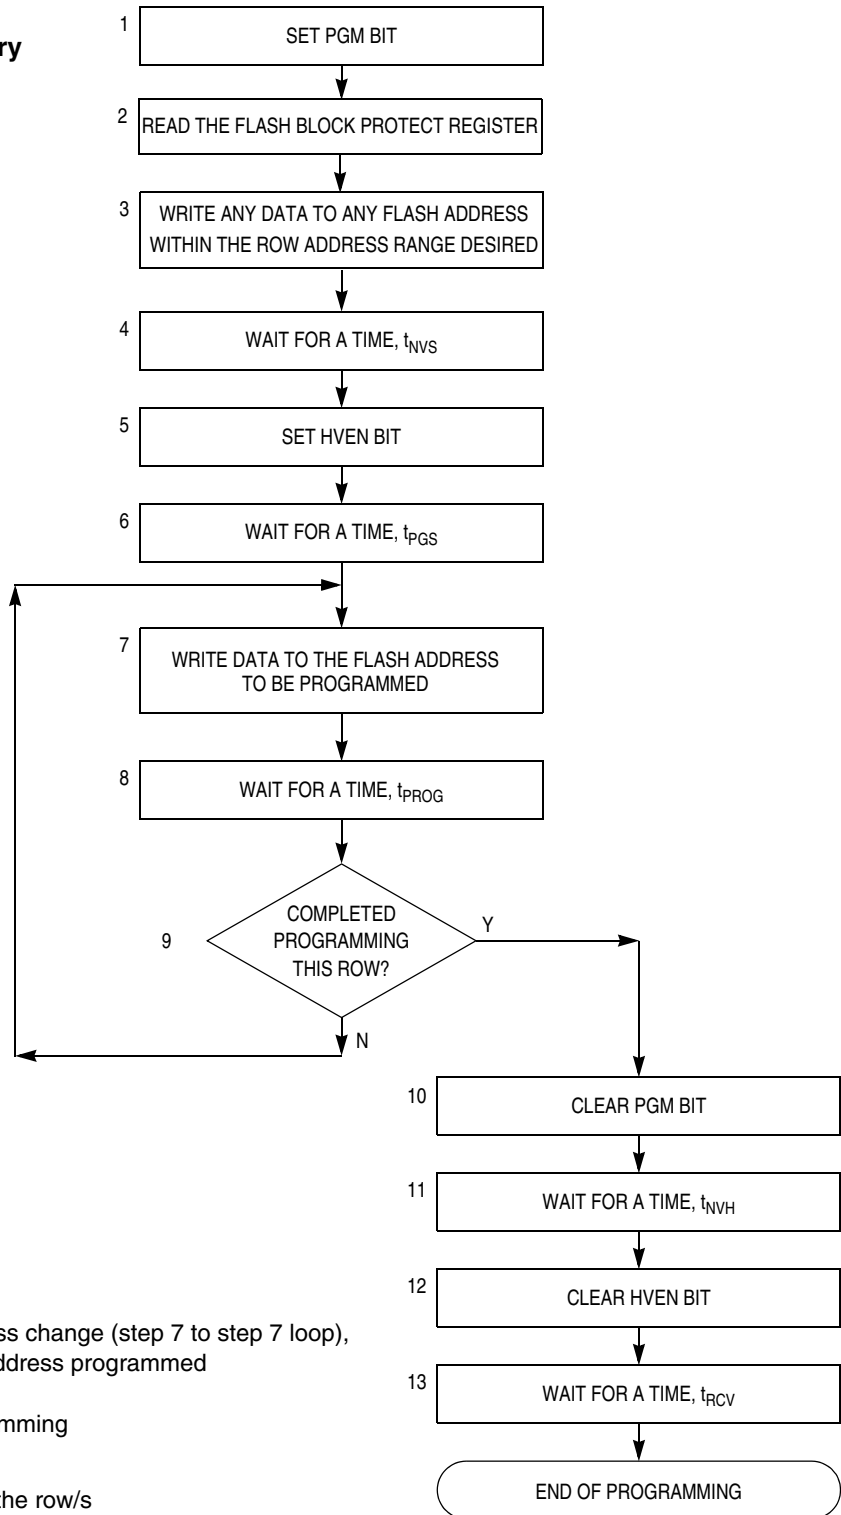 ry
1
SET PGM BIT
2
READ THE FLASH BLOCK PROTECT REGISTER
3
WRITE ANY DATA TO ANY FLASH ADDRESS
WITHIN THE ROW ADDRESS RANGE DESIRED
4
WAIT FOR A TIME, tNVS
5
SET HVEN BIT
6
WAIT FOR A TIME, tPGS
7
WRITE DATA TO THE FLASH ADDRESS
TO BE PROGRAMMED
8
WAIT FOR A TIME, tPROG
9
COMPLETED
PROGRAMMING
THIS ROW?
Y
N
10
CLEAR PGM BIT
11
WAIT FOR A TIME, tNVH
12
CLEAR HVEN BIT
13
WAIT FOR A TIME, tRCV
END OF PROGRAMMING
ss change (step 7 to step 7 loop),
ddress programmed
mming
the row/s